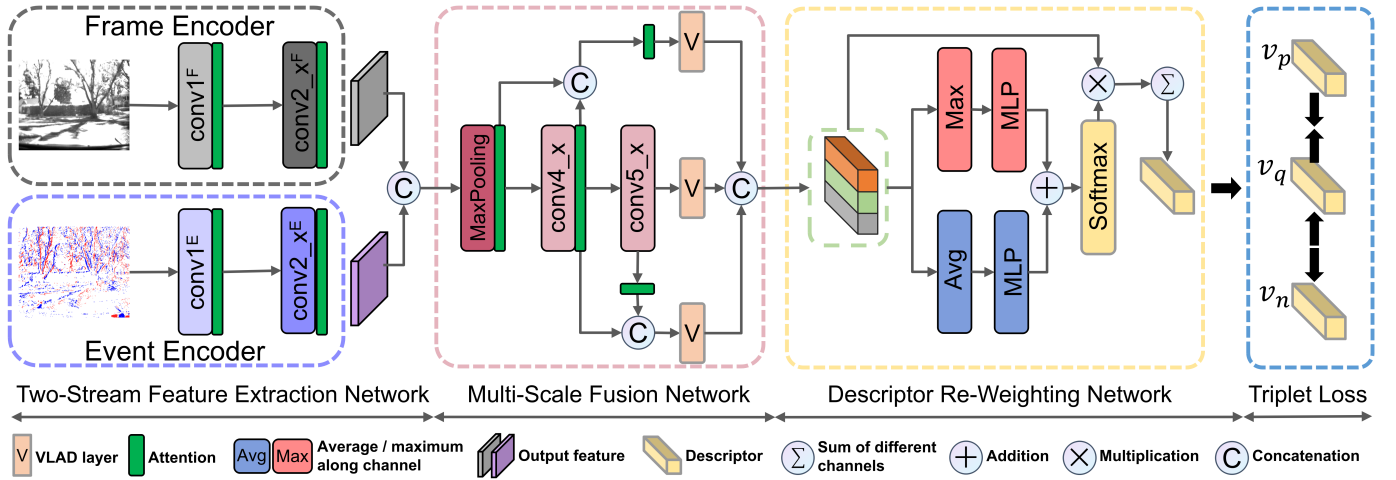 Frame Encoder
conv1F
conv2_xF
conv1E
conv2_xE
Event Encoder
C
MaxPooling
conv4_x
conv5_x
C
C
V
V
V
C
Max
MLP
Avg
MLP
+
Softmax
×
Σ
vp
vq
vn
Two-Stream Feature Extraction Network
Multi-Scale Fusion Network
Descriptor Re-Weighting Network
Triplet Loss
V VLAD layer
Attention
Avg Max Average / maximum
along channel
Output feature
Descriptor
Σ Sum of different
channels
+ Addition
× Multiplication
C Concatenation